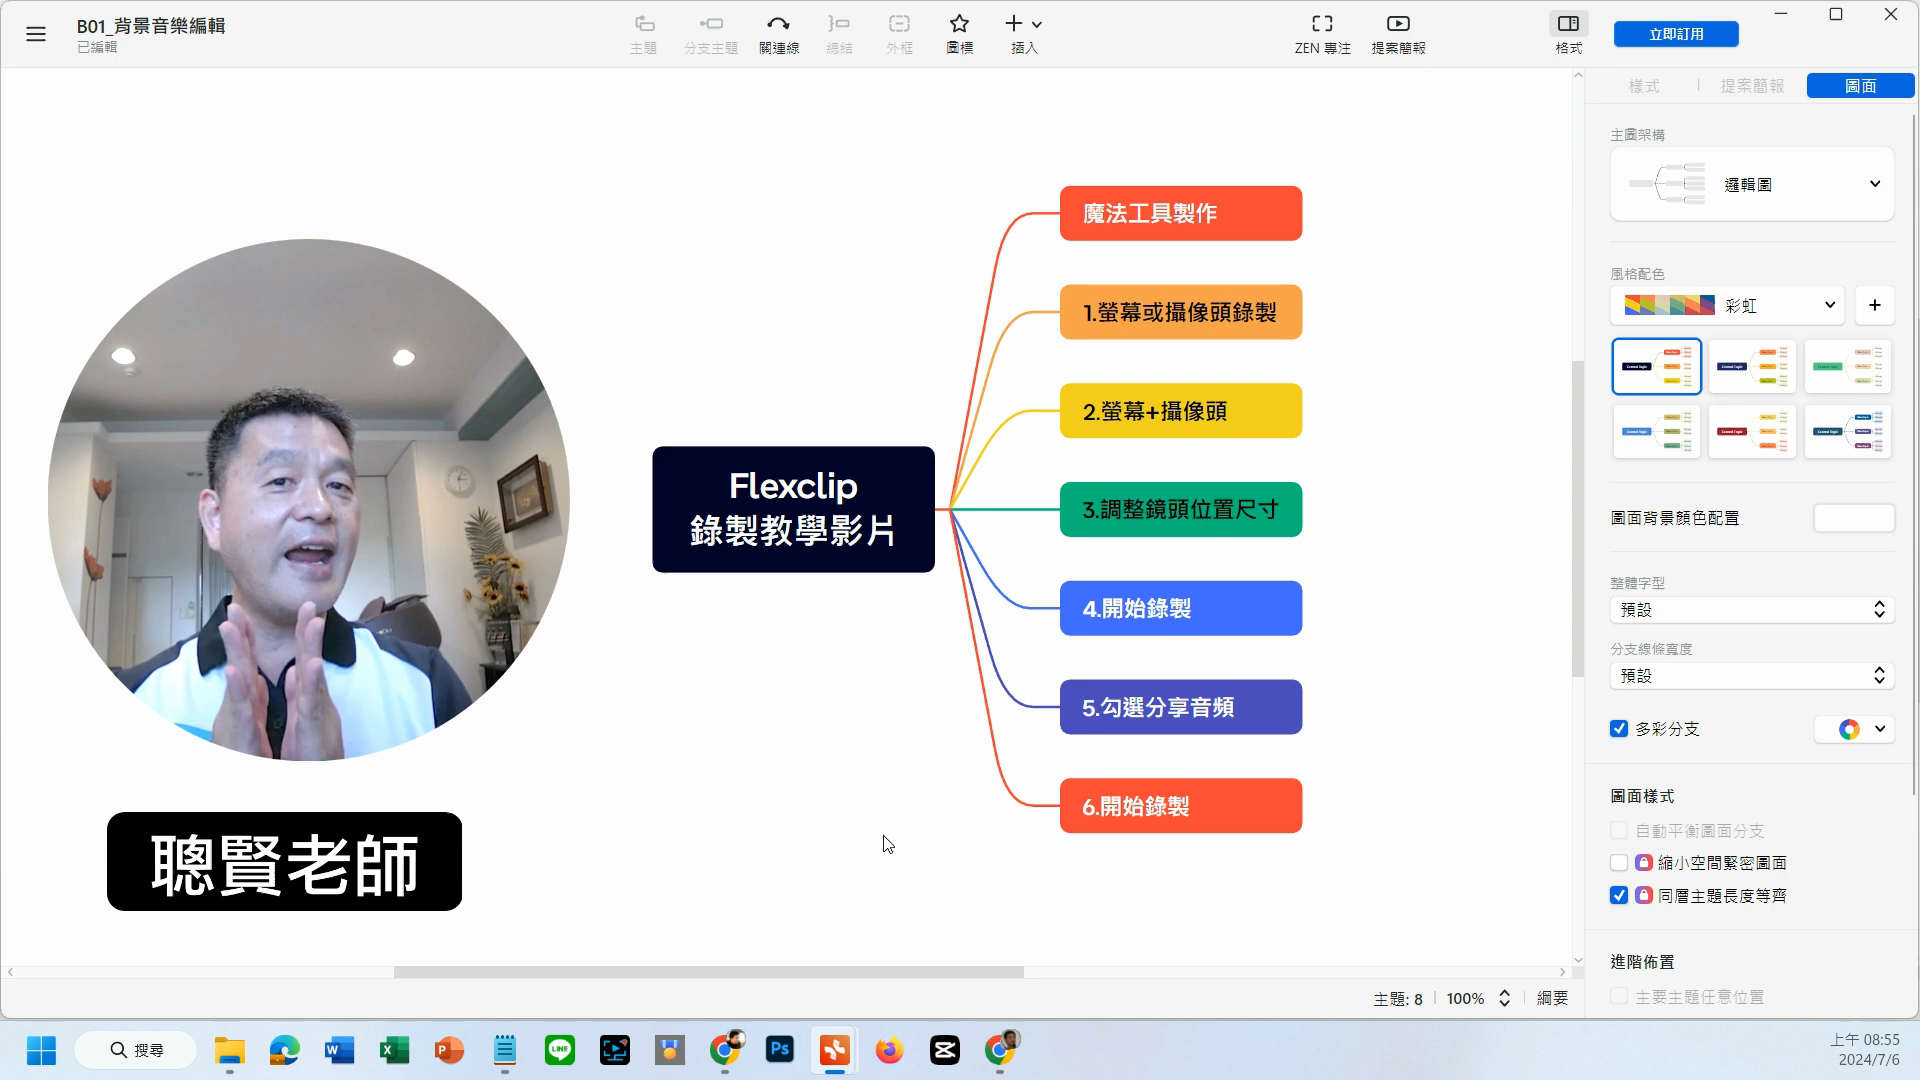 B01_背景音樂編輯
已編輯
主題
分支主題
關連線
總結
外框
圖標
插入
ZEN 專注
提案簡報
格式
立即訂用
樣式
提案簡報
圖面
主圖架構
邏輯圖
風格配色
彩虹
圖面背景顏色配置
整體字型
預設
分支線條寬度
預設
多彩分支
圖面樣式
自動平衡圖面分支
縮小空間緊密圖面
同層主題長度等齊
進階佈置
主要主題任意位置
Flexclip
錄製教學影片
魔法工具製作
1.螢幕或攝像頭錄製
2.螢幕+攝像頭
3.調整鏡頭位置尺寸
4.開始錄製
5.勾選分享音頻
6.開始錄製
聰賢老師
主題: 8
100%
綱要
搜尋
上午 08:55
2024/7/6